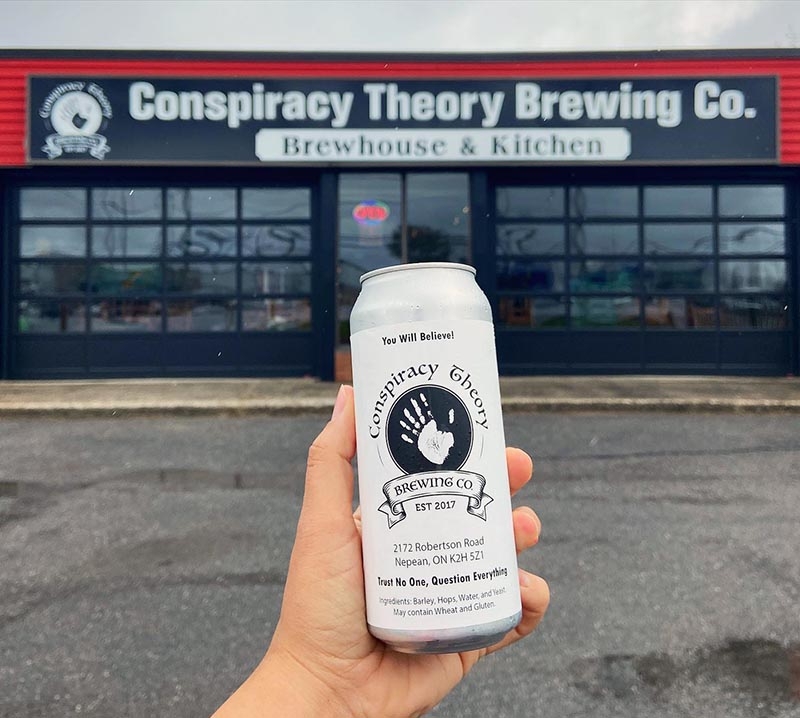 Conspiracy Theory Brewing Co.
Brewhouse & Kitchen
You Will Believe!
Conspiracy Theory
BREWING CO.
EST 2017
2172 Robertson Road
Nepean, ON K2H 5Z1
Trust No One, Question Everything
Ingredients: Barley, Hops, Water, and Yeast.
May contain Wheat and Gluten.